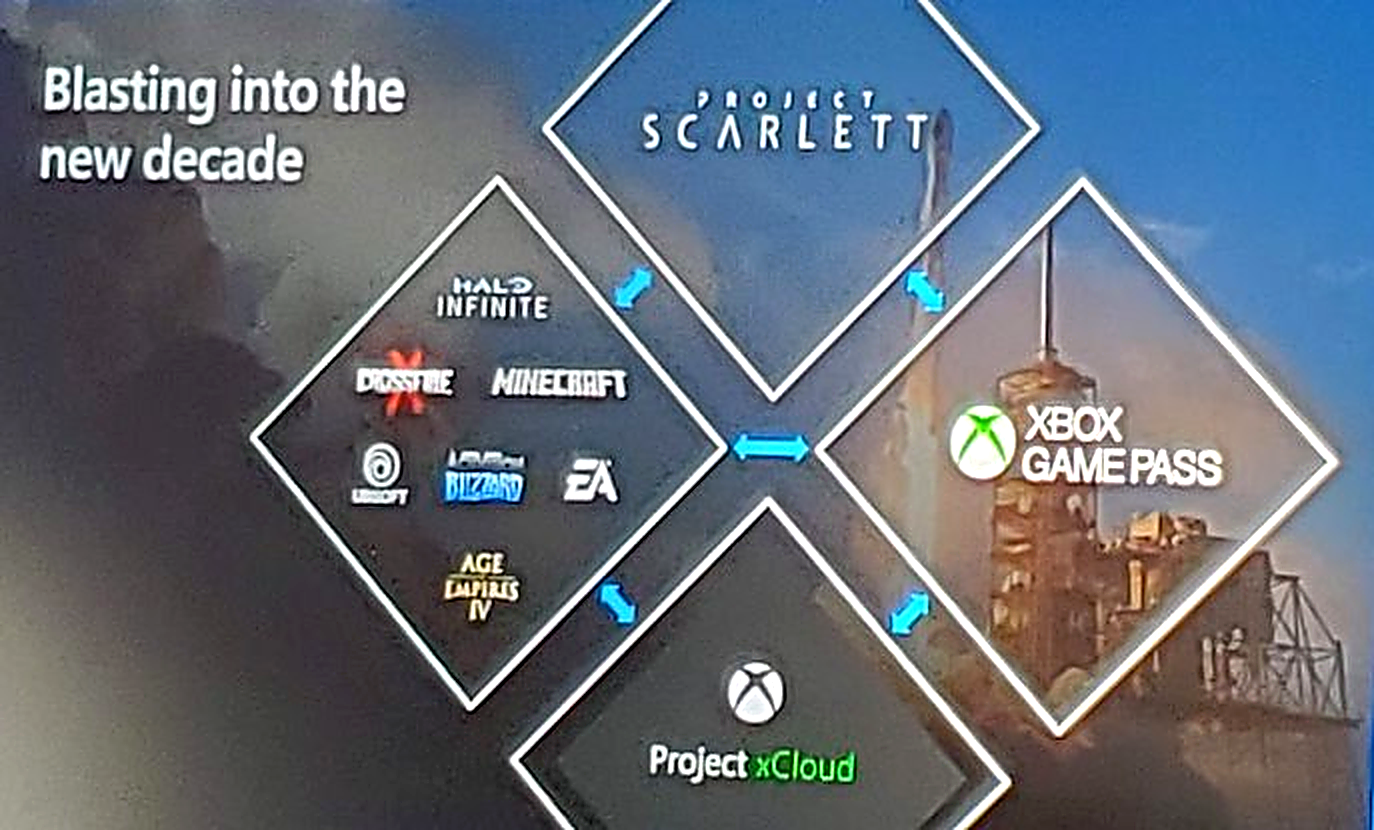 Blasting into the
new decade
PROJECT
SCARLETT
HALO
INFINITE
CROSSFIRE X
MINECRAFT
UBISOFT
ACTIVISION
BLIZZARD
EA
AGE
EMPIRES
IV
XBOX
GAME PASS
Project xCloud